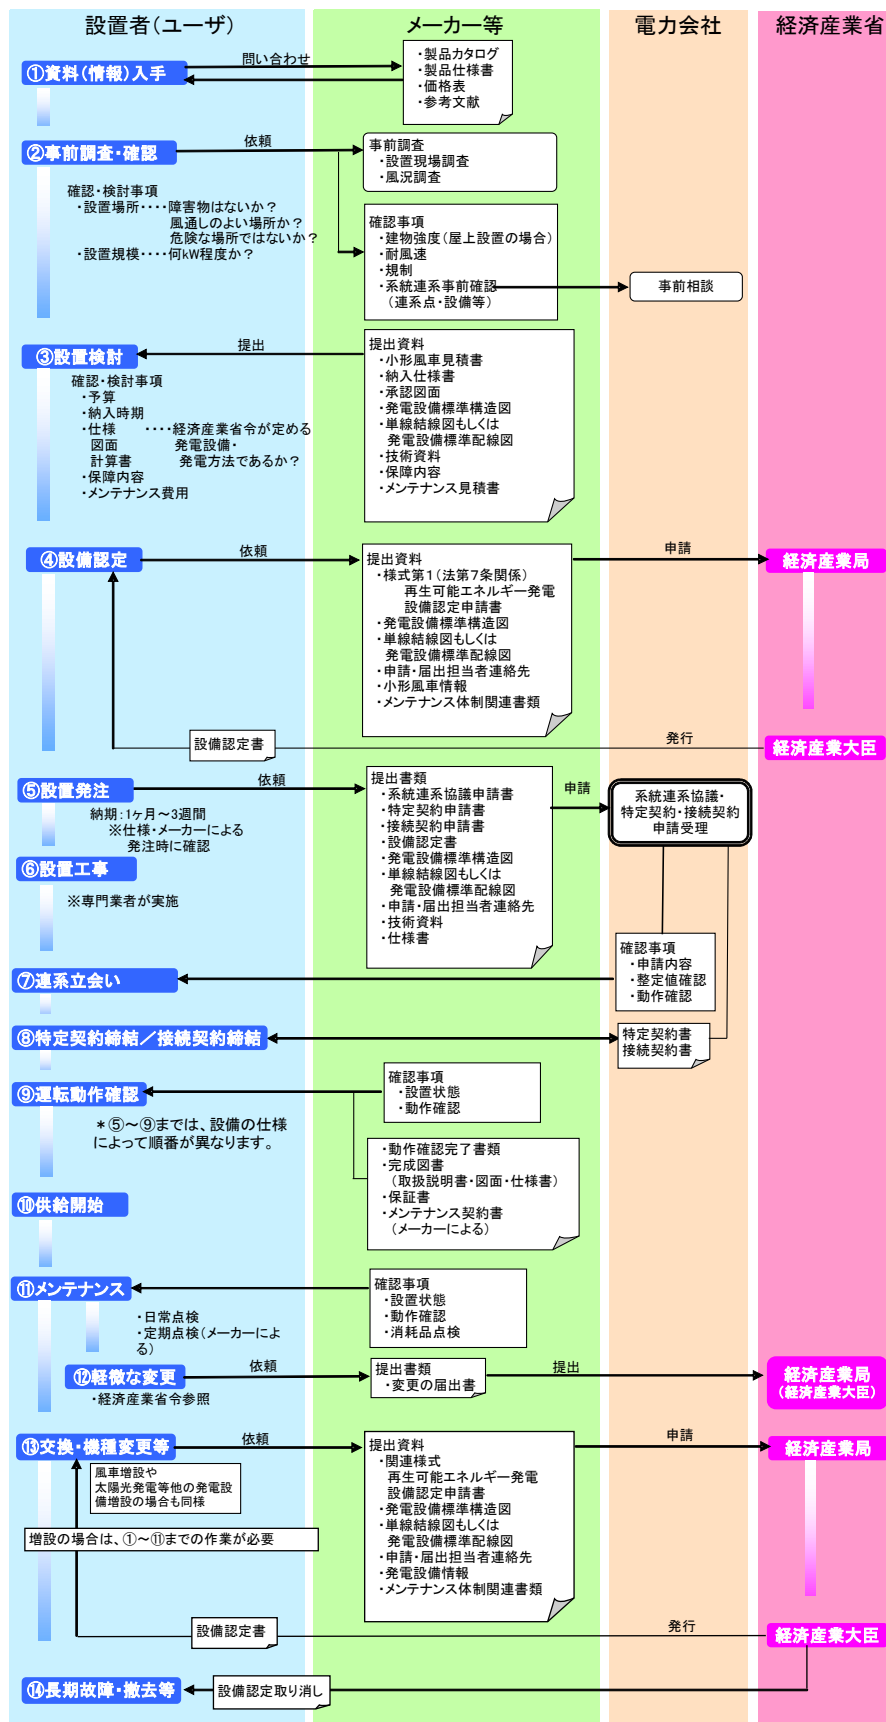 設置者（ユーザ）
メーカー等
電力会社
経済産業省
①資料（情報）入手
問い合わせ
・製品カタログ
・製品仕様書
・価格表
・参考文献
②事前調査・確認
依頼
事前調査
・設置現場調査
・風況調査
確認・検討事項
・設置場所・・・・障害物はないか？
風通しのよい場所か？
危険な場所ではないか？
・設置規模・・・・何kW程度か？
確認事項
・建物強度（屋上設置の場合）
・耐風速
・規制
・系統連系事前確認
（連系点・設備等）
事前相談
③設置検討
提出
提出資料
・小形風車見積書
・納入仕様書
・承認図面
・発電設備標準構造図
・単線結線図もしくは
発電設備標準配線図
・技術資料
・保障内容
・メンテナンス見積書
確認・検討事項
・予算
・納入時期
・仕様　・・・・経済産業省令が定める
図面　発電設備・
計算書　発電方法であるか？
・保障内容
・メンテナンス費用
④設備認定
依頼
提出資料
・様式第1（法第7条関係）
再生可能エネルギー発電
設備認定申請書
・発電設備標準構造図
・単線結線図もしくは
発電設備標準配線図
・申請・届出担当者連絡先
・小形風車情報
・メンテナンス体制関連書類
申請
経済産業局
設備認定書
発行
経済産業大臣
⑤設置発注
依頼
納期：1ヶ月～3週間
※仕様・メーカーによる
発注時に確認
提出書類
・系統連系協議申請書
・特定契約申請書
・接続契約申請書
・設備認定書
・発電設備標準構造図
・単線結線図もしくは
発電設備標準配線図
・申請・届出担当者連絡先
・技術資料
・仕様書
申請
系統連系協議・
特定契約・接続契約
申請受理
⑥設置工事
※専門業者が実施
⑦連系立会い
確認事項
・申請内容
・整定値確認
・動作確認
⑧特定契約締結／接続契約締結
特定契約書
接続契約書
⑨運転動作確認
確認事項
・設置状態
・動作確認
＊⑤～⑨までは、設備の仕様
によって順番が異なります。
・動作確認完了書類
・完成図書
（取扱説明書・図面・仕様書）
・保証書
・メンテナンス契約書
（メーカーによる）
⑩供給開始
⑪メンテナンス
確認事項
・設置状態
・動作確認
・消耗品点検
・日常点検
・定期点検（メーカーによ
る）
⑫軽微な変更
依頼
・経済産業省令参照
提出書類
・変更の届出書
提出
経済産業局
（経済産業大臣）
⑬交換・機種変更等
依頼
風車増設や
太陽光発電等他の発電設
備増設の場合も同様
増設の場合は、①～⑪までの作業が必要
提出資料
・関連様式
再生可能エネルギー発電
設備認定申請書
・発電設備標準構造図
・単線結線図もしくは
発電設備標準配線図
・申請・届出担当者連絡先
・発電設備情報
・メンテナンス体制関連書類
申請
経済産業局
設備認定書
発行
経済産業大臣
⑭長期故障・撤去等
設備認定取り消し